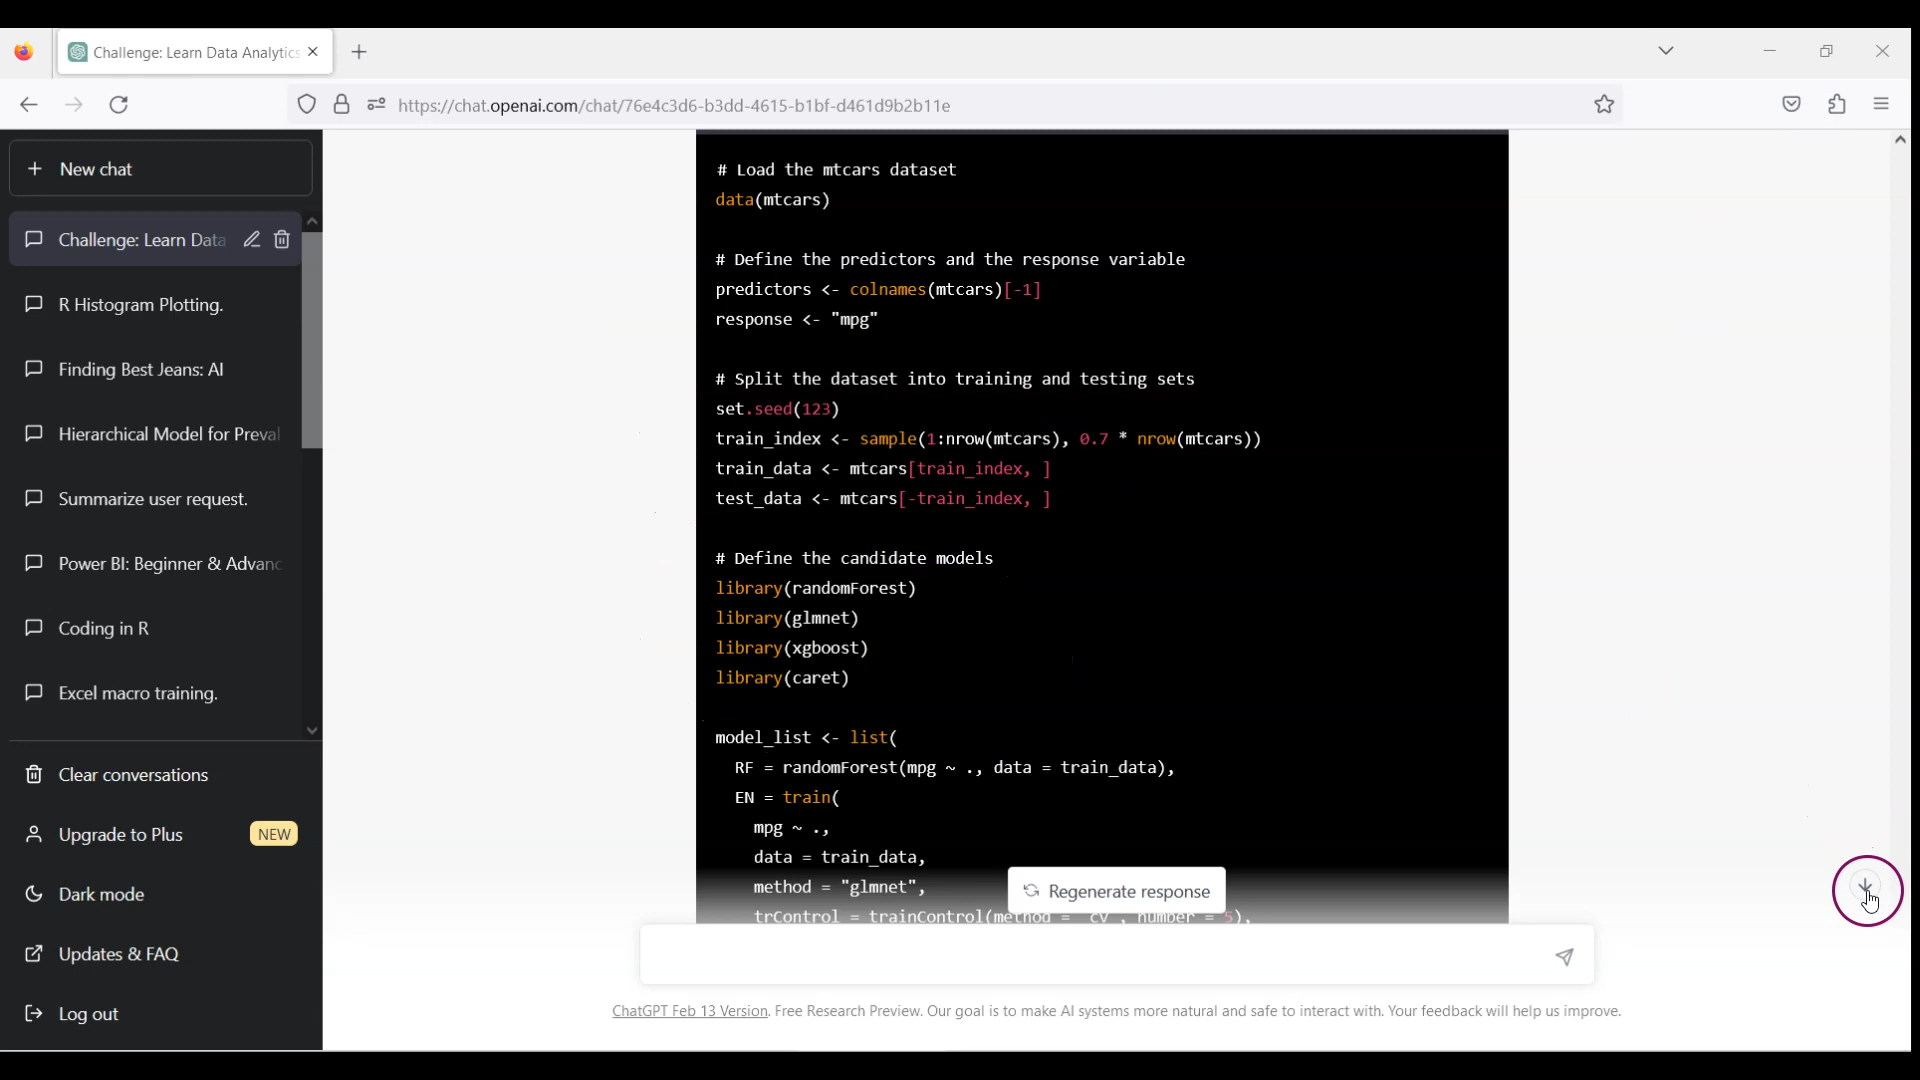 Challenge: Learn Data Analytics
https://chat.openai.com/chat/76e4c3d6-b3dd-4615-b1bf-d461d9b2b11e
New chat
Challenge: Learn Data
R Histogram Plotting.
Finding Best Jeans: AI
Hierarchical Model for Preval
Summarize user request.
Power BI: Beginner & Advanc
Coding in R
Excel macro training.
Clear conversations
Upgrade to Plus NEW
Dark mode
Updates & FAQ
Log out
# Load the mtcars dataset
data(mtcars)
# Define the predictors and the response variable
predictors <- colnames(mtcars)[-1]
response <- "mpg"
# Split the dataset into training and testing sets
set.seed(123)
train_index <- sample(1:nrow(mtcars), 0.7 * nrow(mtcars))
train_data <- mtcars[train_index, ]
test_data <- mtcars[-train_index, ]
# Define the candidate models
library(randomForest)
library(glmnet)
library(xgboost)
library(caret)
model_list <- list(
RF = randomForest(mpg ~ ., data = train_data),
EN = train(
mpg ~ .,
data = train_data,
method = "glmnet",
trControl = trainControl(method = "cv", number = 5),
Regenerate response
ChatGPT Feb 13 Version. Free Research Preview. Our goal is to make AI systems more natural and safe to interact with. Your feedback will help us improve.